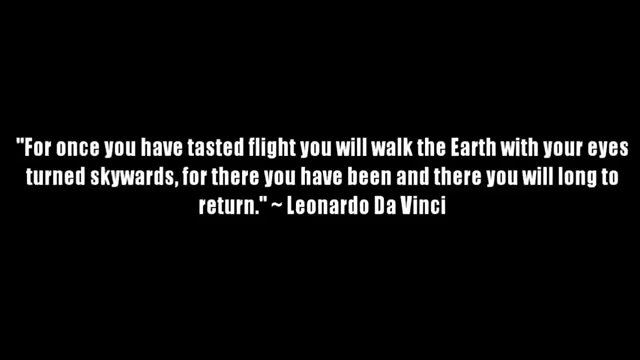 "For once you have tasted flight you will walk the Earth with your eyes
turned skywards, for there you have been and there you will long to
return." ~ Leonardo Da Vinci